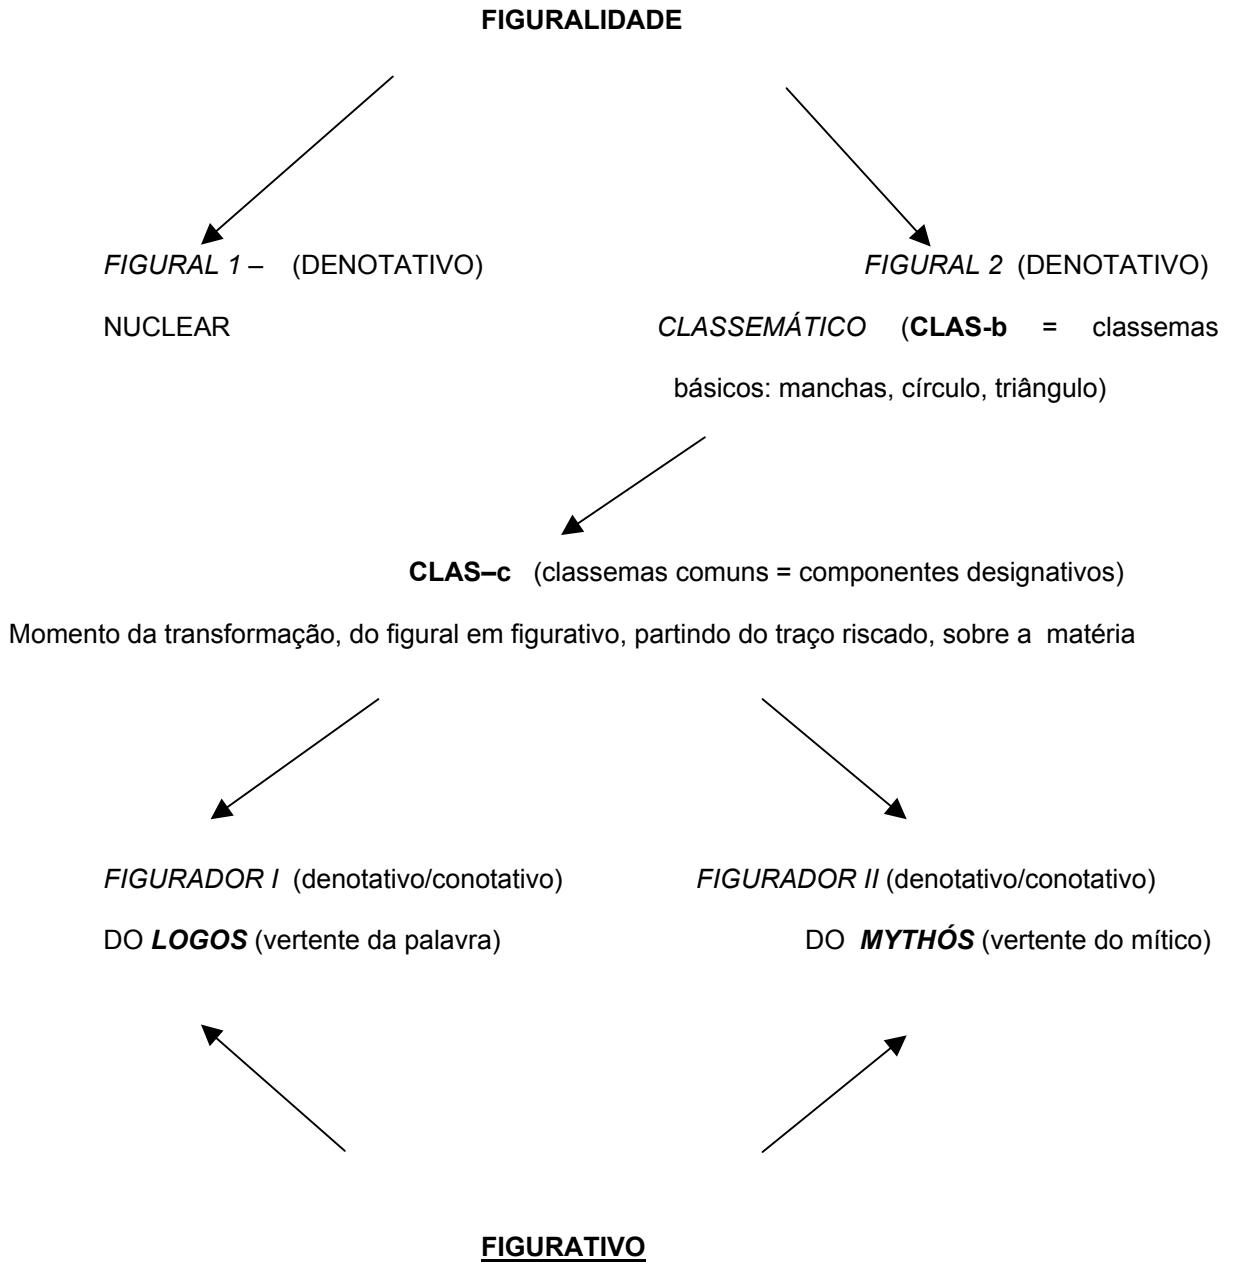 FIGURALIDADE
FIGURAL 1 – (DENOTATIVO) FIGURAL 2 (DENOTATIVO)
NUCLEAR CLASSEMÁTICO (CLAS-b = classemas
básicos: manchas, círculo, triângulo)
CLAS–c (classemas comuns = componentes designativos)
Momento da transformação, do figural em figurativo, partindo do traço riscado, sobre a matéria
FIGURADOR I (denotativo/conotativo) FIGURADOR II (denotativo/conotativo)
DO LOGOS (vertente da palavra) DO MYTHÓS (vertente do mítico)
FIGURATIVO